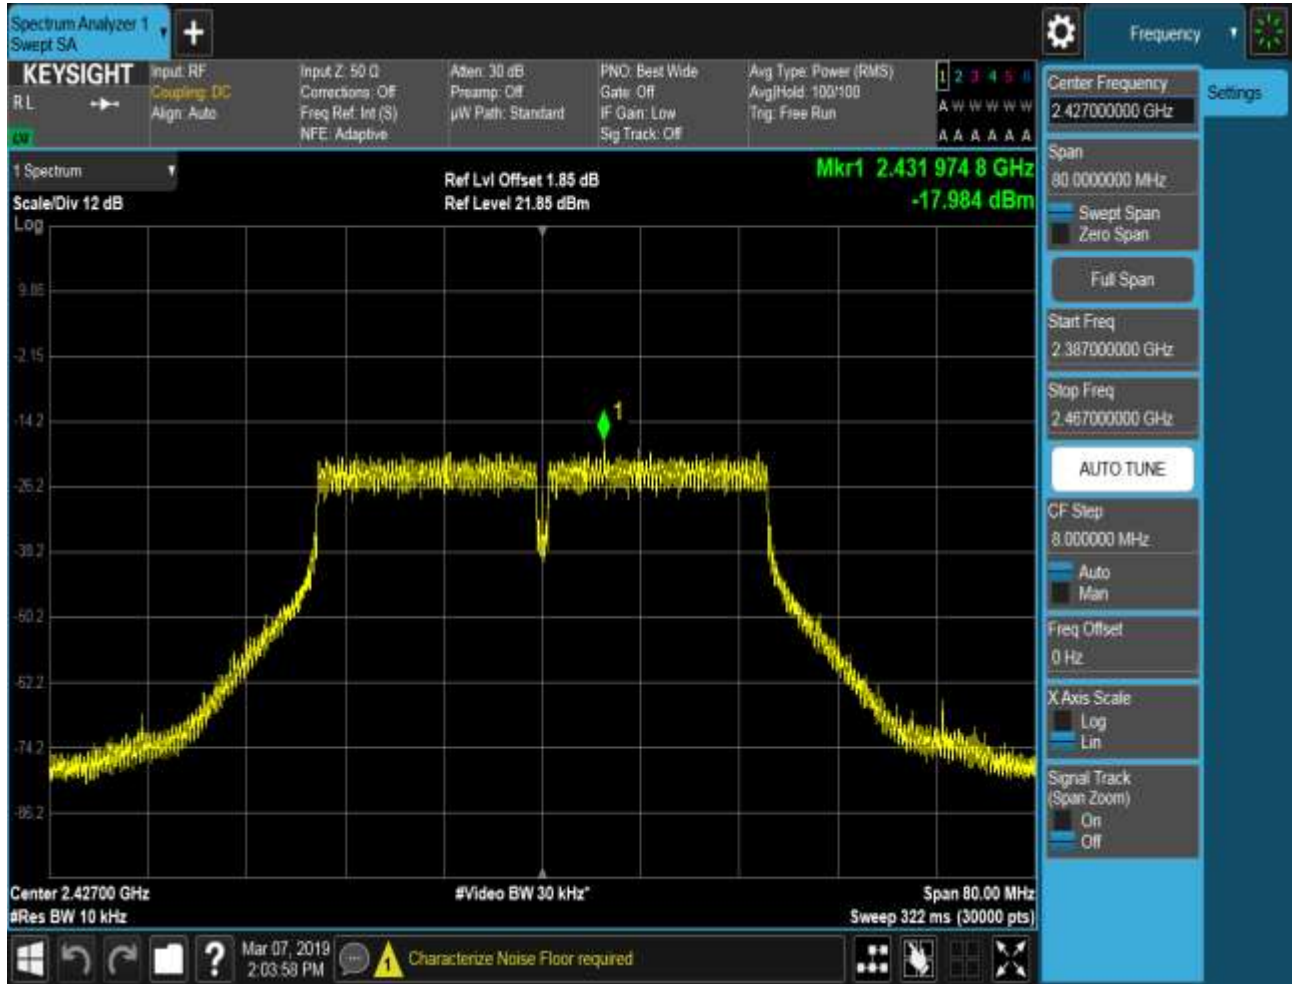 Spectrum Analyzer 1
Swept SA
+
Frequency
KEYSIGHT
Input: RF
Input Z: 50 Ω
Atten: 30 dB
PNO: Best Wide
Avg Type: Power (RMS)
1 2 3 4 5 6
RL
Coupling: DC
Corrections: Off
Preamp: Off
Gate: Off
Avg|Hold: 100/100
A W W W W W
Align: Auto
Freq Ref: Int (S)
µW Path: Standard
IF Gain: Low
Trig: Free Run
NFE: Adaptive
Sig Track: Off
A A A A A A
1 Spectrum
Ref Lvl Offset 1.85 dB
Mkr1 2.431 974 8 GHz
Scale/Div 12 dB
Ref Level 21.85 dBm
-17.984 dBm
Log
9.85
-2.15
-14.2
-26.2
-38.2
-50.2
-62.2
-74.2
-86.2
1
Center 2.42700 GHz
#Video BW 30 kHz*
Span 80.00 MHz
#Res BW 10 kHz
Sweep 322 ms (30000 pts)
Center Frequency
2.427000000 GHz
Settings
Span
80.0000000 MHz
Swept Span
Zero Span
Full Span
Start Freq
2.387000000 GHz
Stop Freq
2.467000000 GHz
AUTO TUNE
CF Step
8.000000 MHz
Auto
Man
Freq Offset
0 Hz
X Axis Scale
Log
Lin
Signal Track
(Span Zoom)
On
Off
?
Mar 07, 2019
2:03:58 PM
1
Characterize Noise Floor required